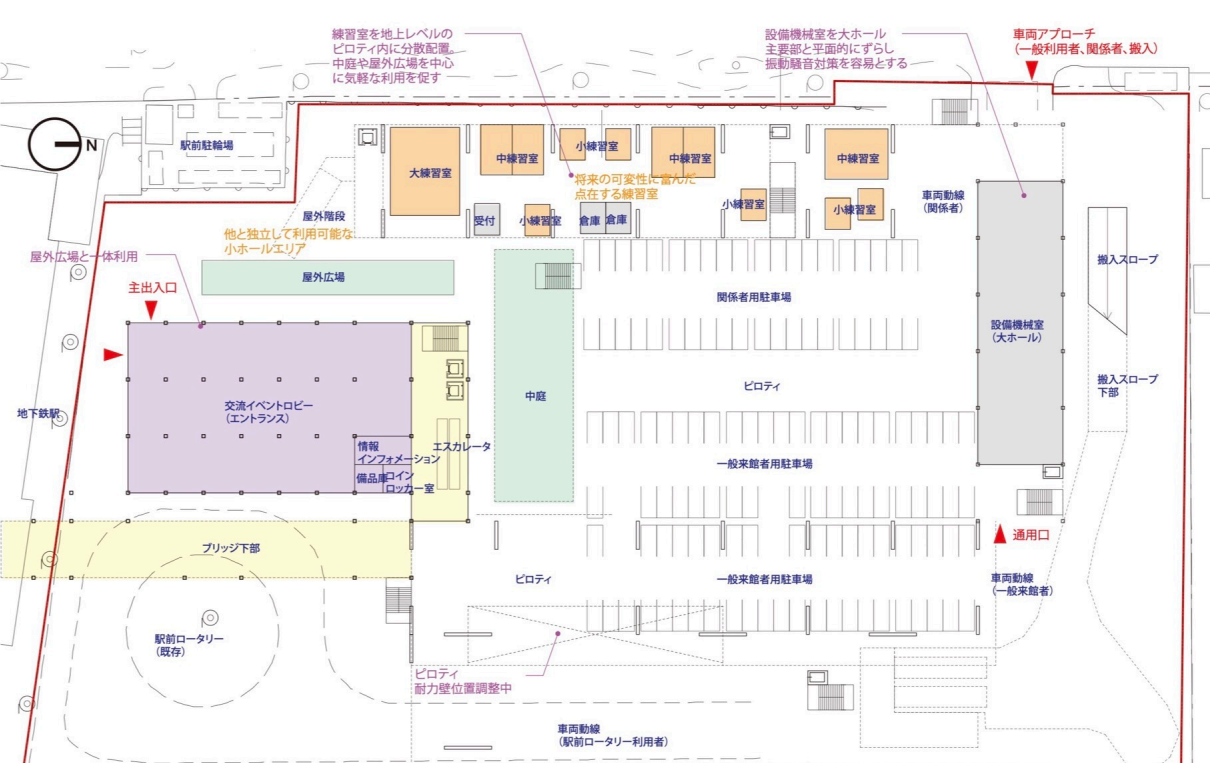 練習室を地上レベルの
ピロティ内に分散配置。
中庭や屋外広場を中心
に気軽な利用を促す
設備機械室を大ホール
主要部と平面的にずらし
振動騒音対策を容易とする
車両アプローチ
（一般利用者、関係者、搬入）
N
駅前駐輪場
大練習室
中練習室
小練習室
中練習室
中練習室
将来の可変性に富んだ
点在する練習室
屋外階段
受付
小練習室
倉庫
倉庫
小練習室
小練習室
車両動線
（関係者）
他と独立して利用可能な
小ホールエリア
屋外広場と一体利用
屋外広場
主出入口
関係者用駐車場
搬入スロープ
設備機械室
（大ホール）
ピロティ
搬入スロープ
下部
中庭
地下鉄駅
交流イベントロビー
（エントランス）
情報
インフォメーション
エスカレータ
備品庫
コイン
ロッカー室
一般来館者用駐車場
通用口
ブリッジ下部
ピロティ
一般来館者用駐車場
車両動線
（一般来館者）
駅前ロータリー
（既存）
ピロティ
耐力壁位置調整中
車両動線
（駅前ロータリー利用者）